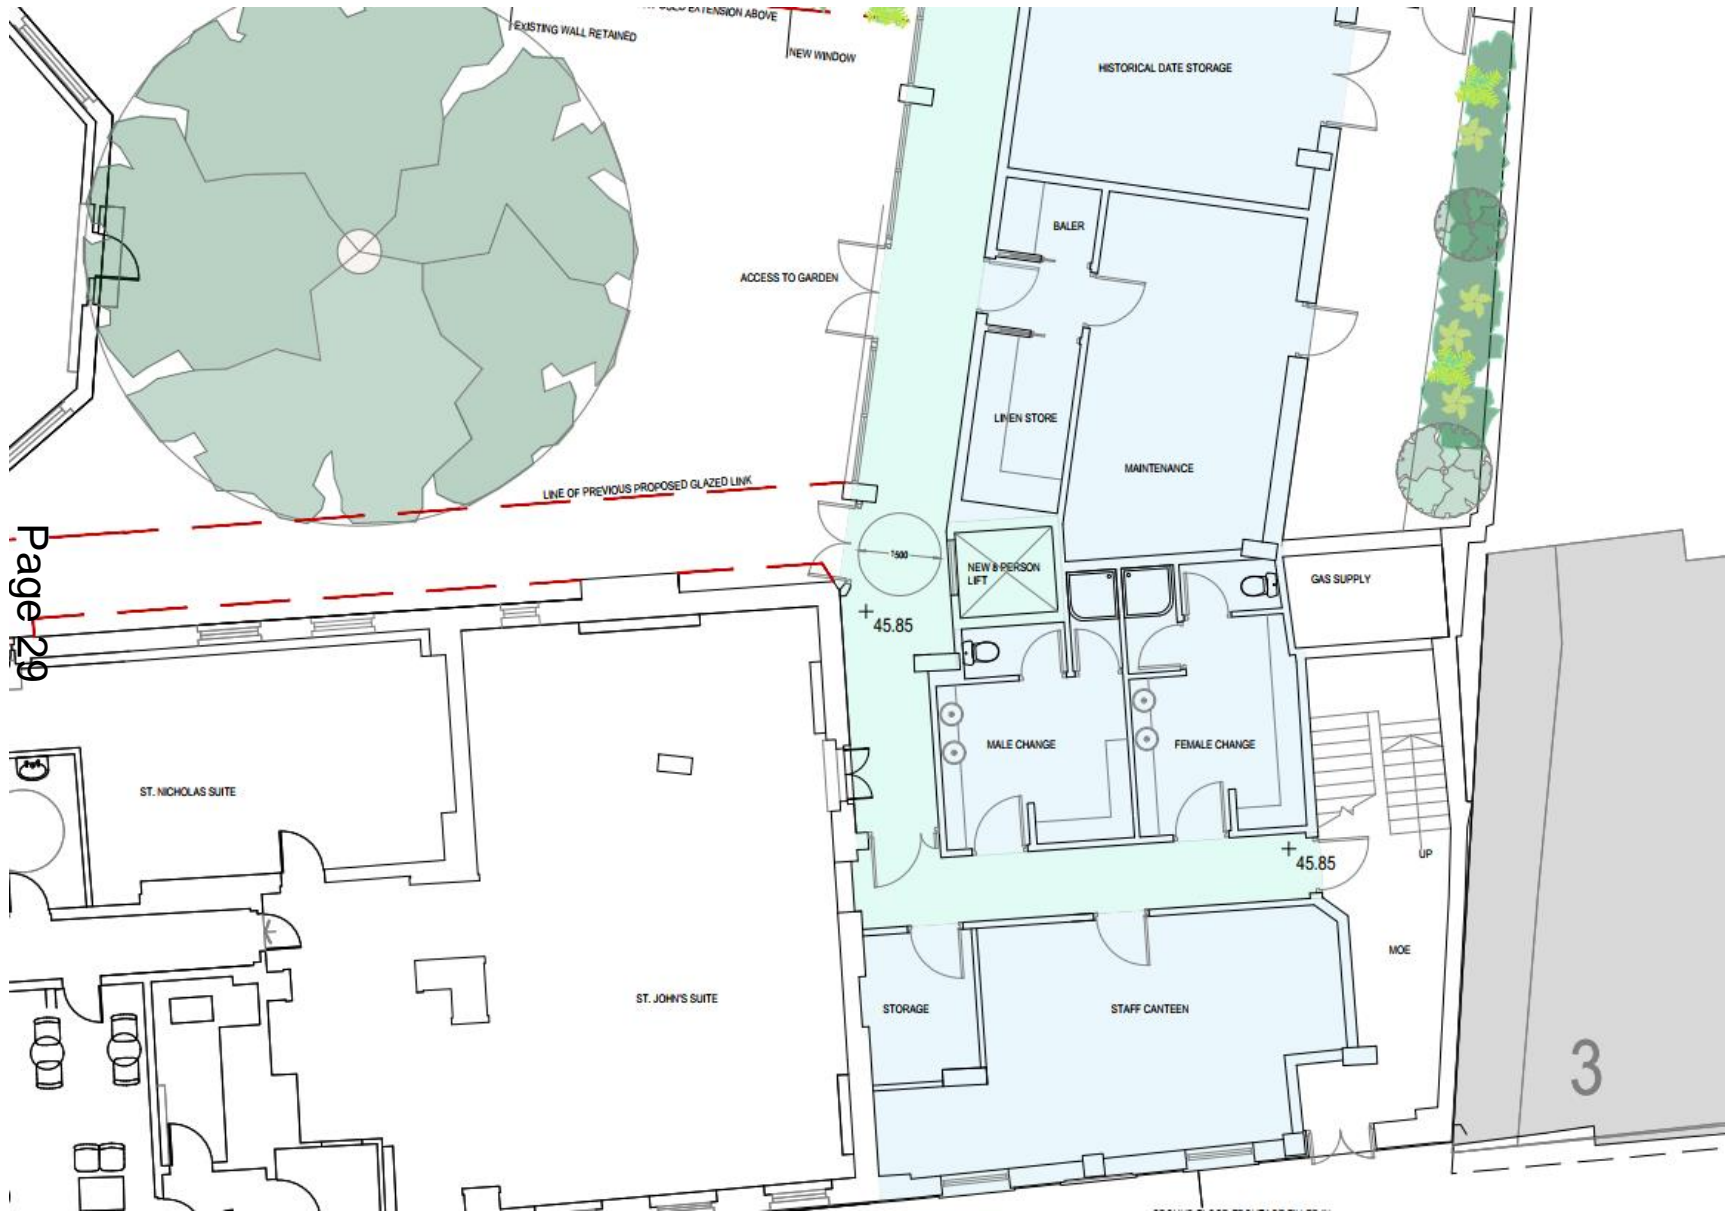 EXTENSION ABOVE
EXISTING WALL RETAINED
NEW WINDOW
HISTORICAL DATE STORAGE
BALER
ACCESS TO GARDEN
LINEN STORE
MAINTENANCE
LINE OF PREVIOUS PROPOSED GLAZED LINK
Page 29
1500
NEW 8 PERSON
LIFT
GAS SUPPLY
45.85
MALE CHANGE
FEMALE CHANGE
ST. NICHOLAS SUITE
45.85
UP
MOE
ST. JOHN'S SUITE
STORAGE
STAFF CANTEEN
3